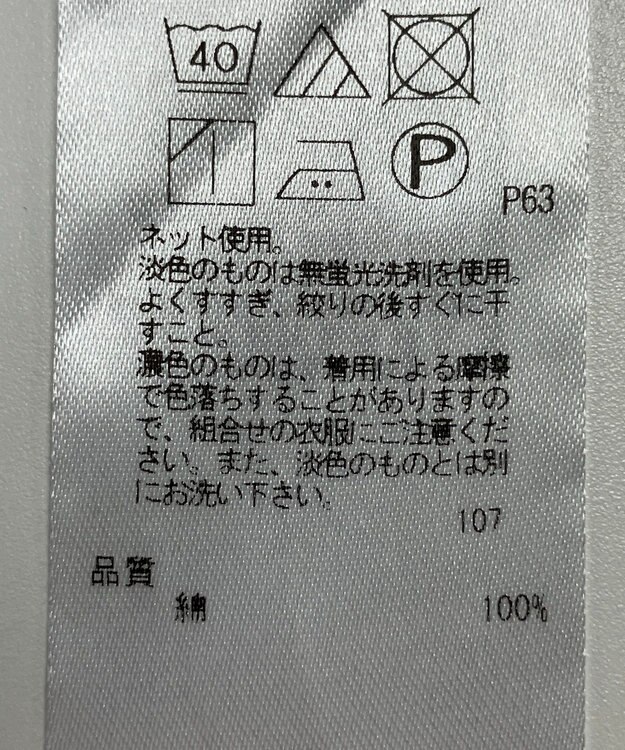 40
P
P63
ネット使用。
淡色のものは無蛍光洗剤を使用。
よくすすぎ、絞りの後すぐに干
すこと。
濃色のものは、着用による摩擦
で色落ちすることがありますの
で、組合せの衣服にご注意くだ
さい。また、淡色のものとは別
にお洗い下さい。
107
品質
綿 100%